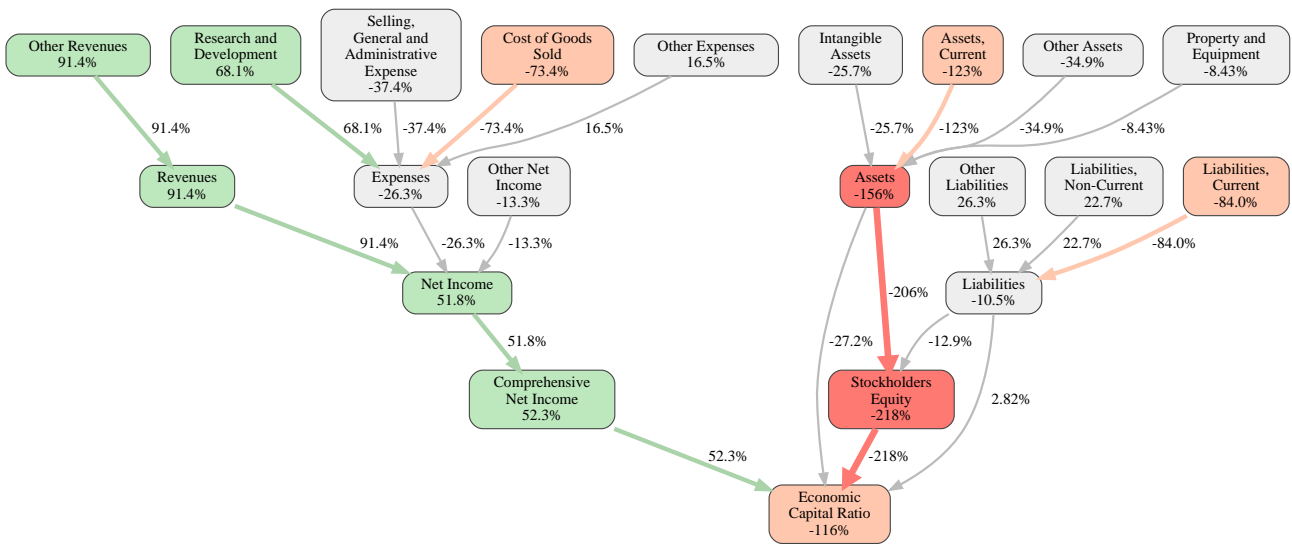 Other Revenues
91.4%
Research and
Development
68.1%
Selling,
General and
Administrative
Expense
-37.4%
Cost of Goods
Sold
-73.4%
Other Expenses
16.5%
Intangible
Assets
-25.7%
Assets,
Current
-123%
Other Assets
-34.9%
Property and
Equipment
-8.43%
91.4%
68.1%
-37.4%
-73.4%
16.5%
-25.7%
-123%
-34.9%
-8.43%
Revenues
91.4%
Expenses
-26.3%
Other Net
Income
-13.3%
Assets
-156%
Other
Liabilities
26.3%
Liabilities,
Non-Current
22.7%
Liabilities,
Current
-84.0%
91.4%
-26.3%
-13.3%
26.3%
22.7%
-84.0%
Net Income
51.8%
-206%
Liabilities
-10.5%
51.8%
-27.2%
-12.9%
Comprehensive
Net Income
52.3%
Stockholders
Equity
-218%
2.82%
52.3%
-218%
Economic
Capital Ratio
-116%